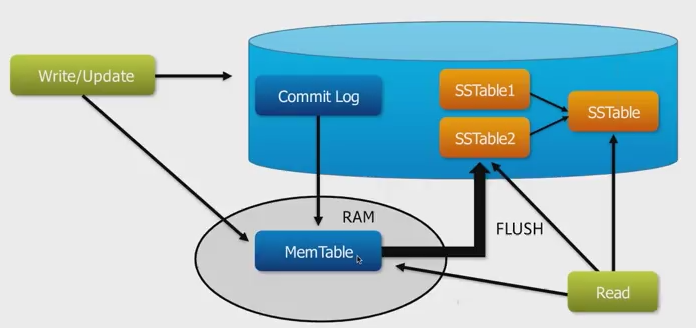 Write/Update
Commit Log
SSTable1
SSTable2
SSTable
RAM
MemTable
FLUSH
Read